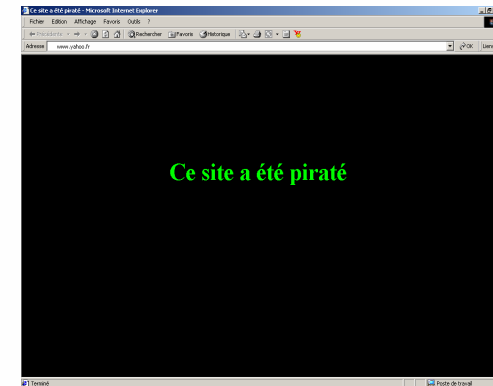 Ce site a été piraté - Microsoft Internet Explorer
Fichier Edition Affichage Favoris Outils ?
Précédente Rechercher Favoris Historique
Adresse www.yahoo.fr OK Liens
Ce site a été piraté
Terminé Poste de travail